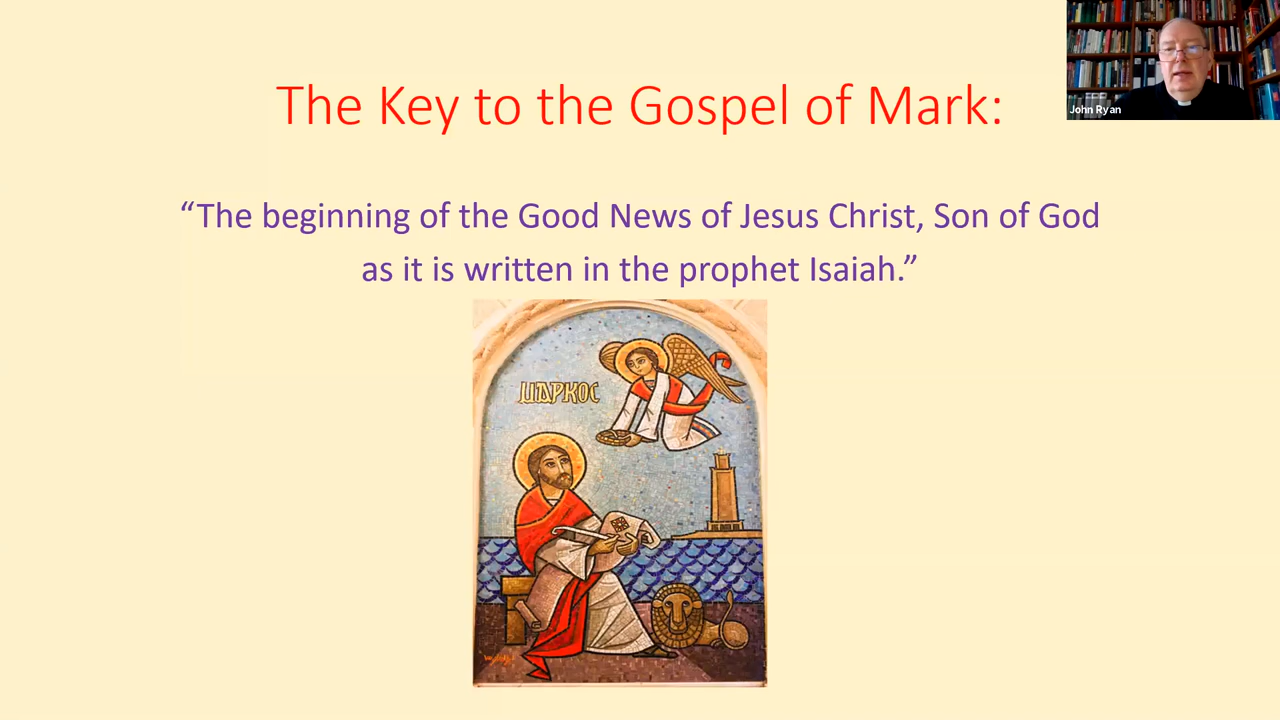 The Key to the Gospel of Mark:
“The beginning of the Good News of Jesus Christ, Son of God
as it is written in the prophet Isaiah.”
John Ryan
ⲘⲀⲢⲔⲞⲤ